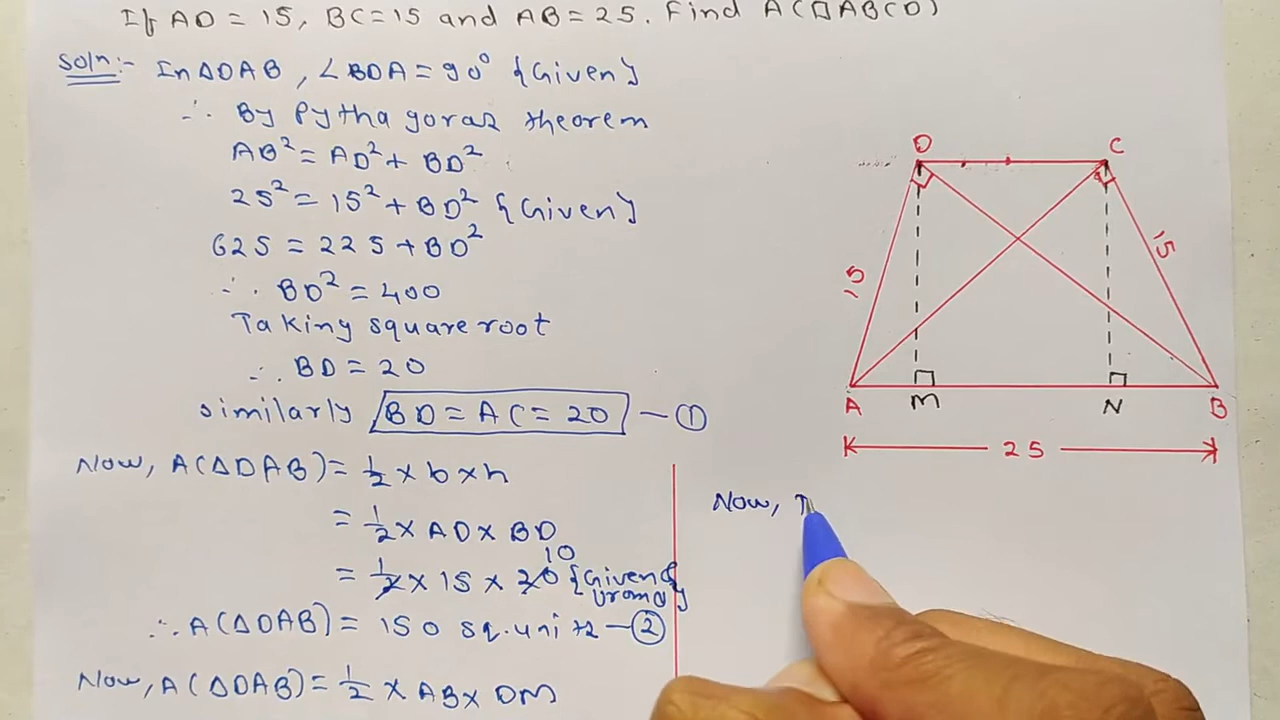 If AD = 15, BC = 15 and AB = 25. Find A(□ABCD)
Soln:- In ΔDAB, ∠BDA = 90° {Given}
∴ By Pythagoras theorem
AB² = AD² + BD²
25² = 15² + BD² {Given}
625 = 225 + BD²
∴ BD² = 400
Taking square root
∴ BD = 20
similarly BD = AC = 20 — ①
Now, A(ΔDAB) = 1/2 × b × h
= 1/2 × AD × BD
10
= 1/2 × 15 × 20 {Given &
from ①}
∴ A(ΔDAB) = 150 sq.units — ②
Now, A(ΔDAB) = 1/2 × AB × DM
Now,
D C
15 15
A M N B
25